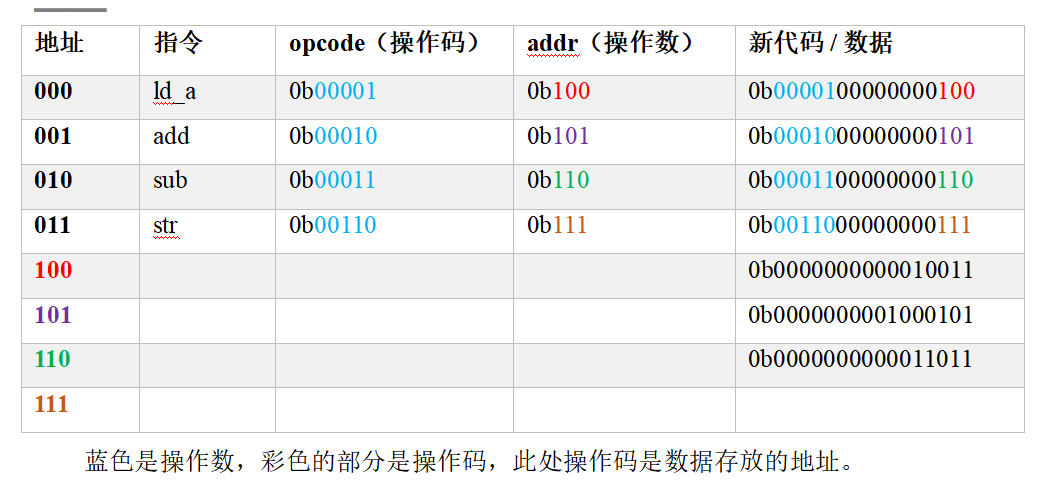 地址 指令 opcode（操作码） addr（操作数） 新代码 / 数据
000 ld_a 0b00001 0b100 0b0000100000000100
001 add 0b00010 0b101 0b0001000000000101
010 sub 0b00011 0b110 0b0001100000000110
011 str 0b00110 0b111 0b0011000000000111
100 0b0000000000010011
101 0b0000000001000101
110 0b0000000000011011
111
蓝色是操作数，彩色的部分是操作码，此处操作码是数据存放的地址。